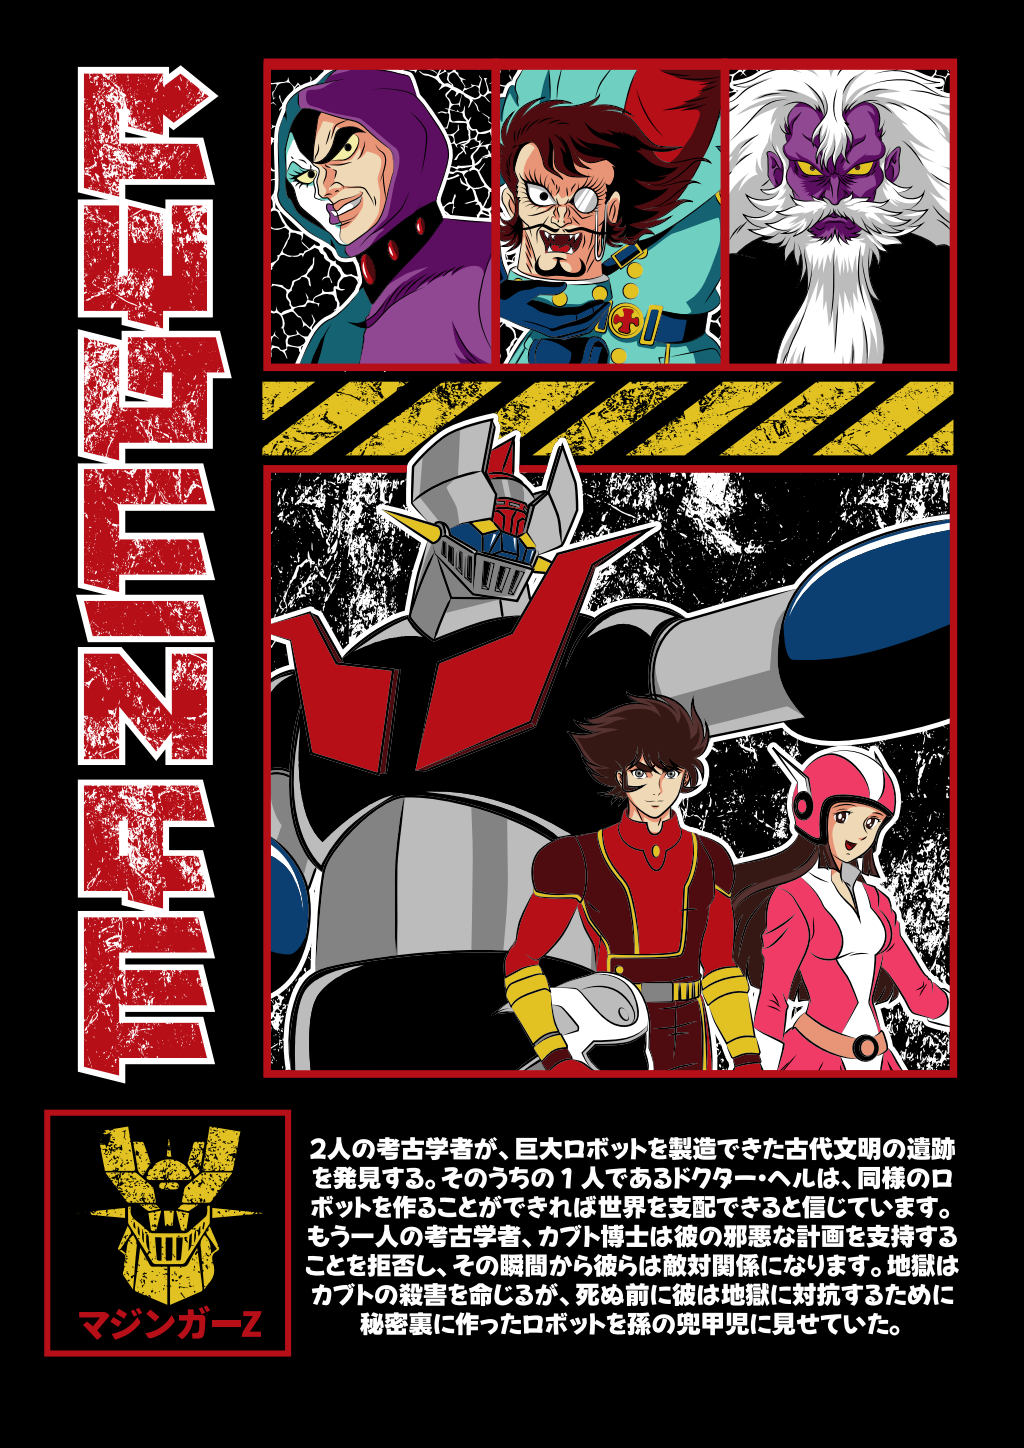 MAZINGER
2人の考古学者が、巨大ロボットを製造できた古代文明の遺跡
を発見する。そのうちの1人であるドクター・ヘルは、同様のロ
ボットを作ることができれば世界を支配できると信じています。
もう一人の考古学者、カブト博士は彼の邪悪な計画を支持する
ことを拒否し、その瞬間から彼らは敵対関係になります。地獄は
カブトの殺害を命じるが、死ぬ前に彼は地獄に対抗するために
秘密裏に作ったロボットを孫の兜甲児に見せていた。
マジンガーZ